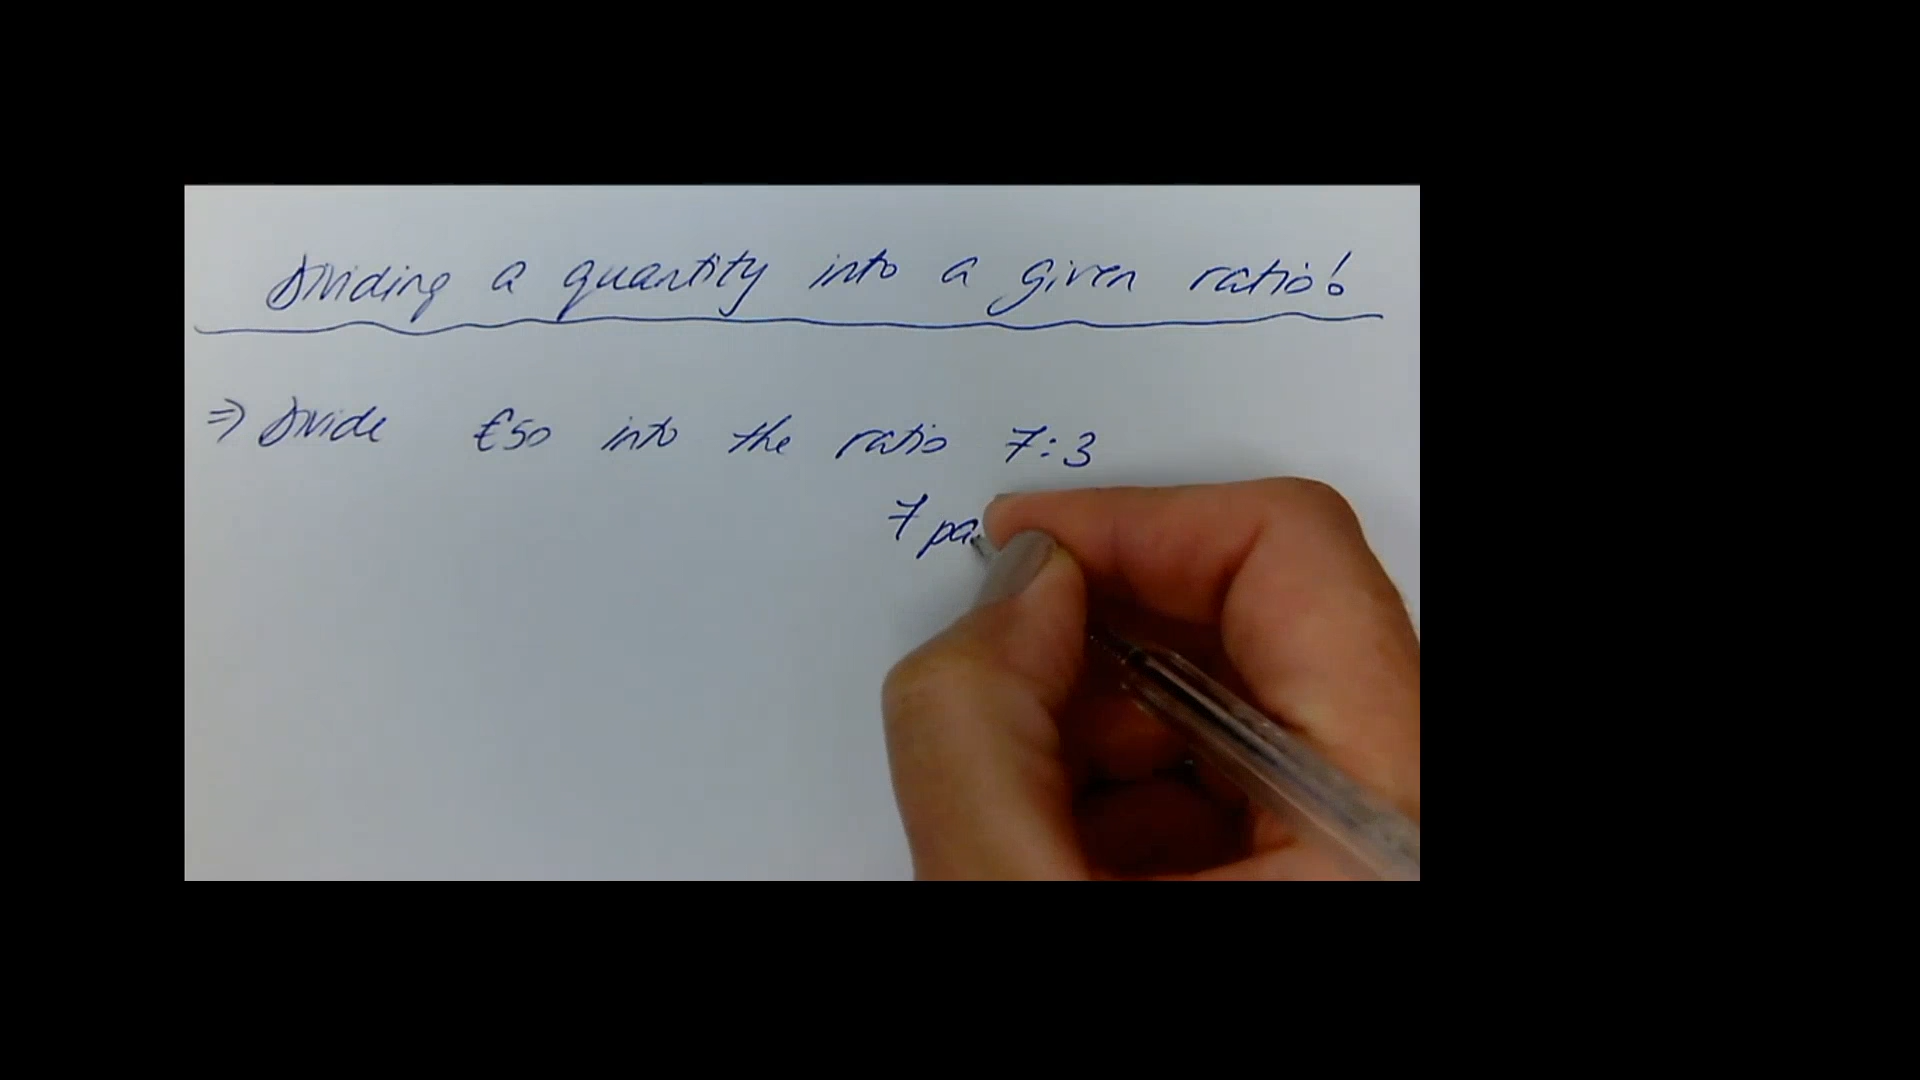 Dividing a quantity into a given ratio!
⇒ Divide €50 into the ratio 7:3
7 pa